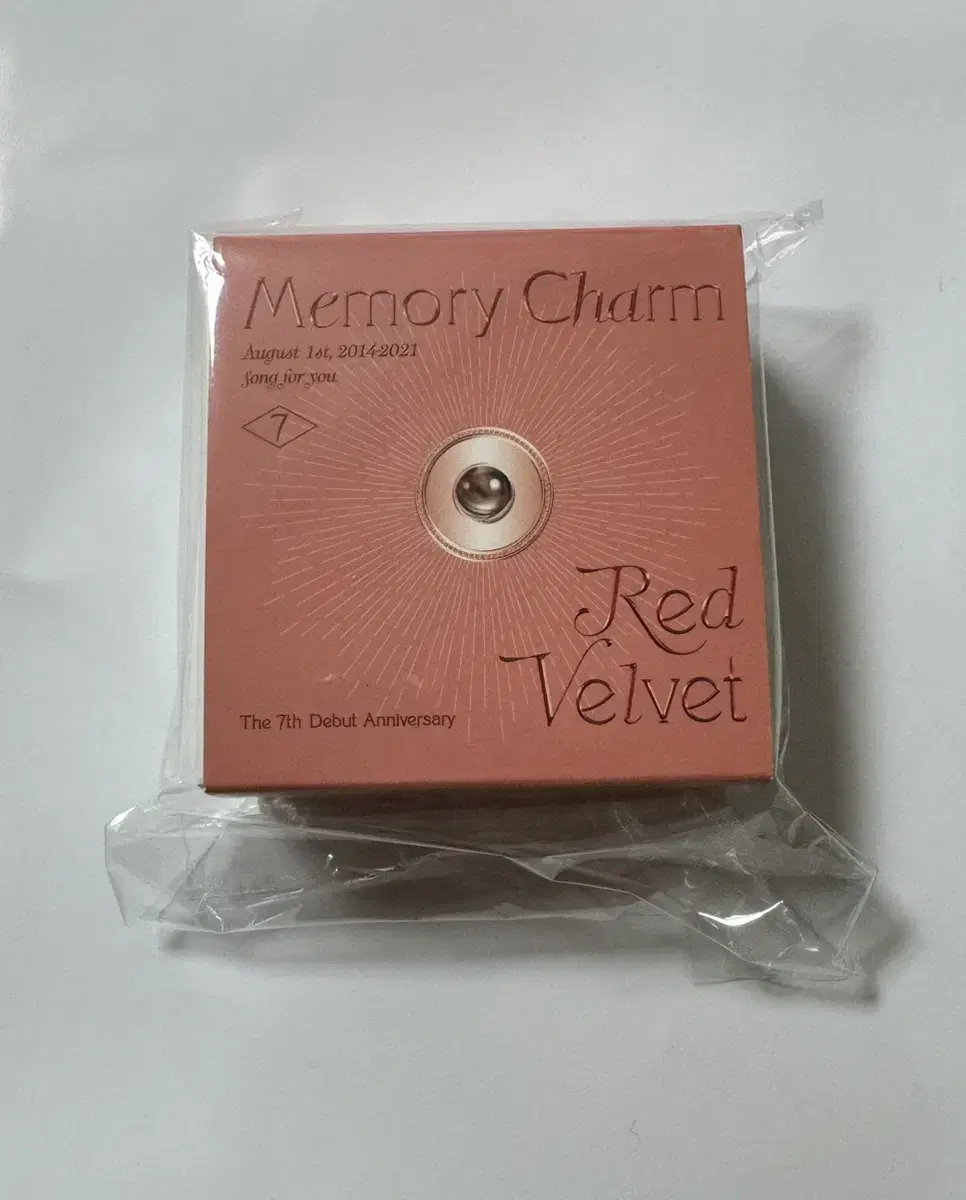 Memory Charm
August 1st, 2014-2021
Song for you
7
Red
Velvet
The 7th Debut Anniversary